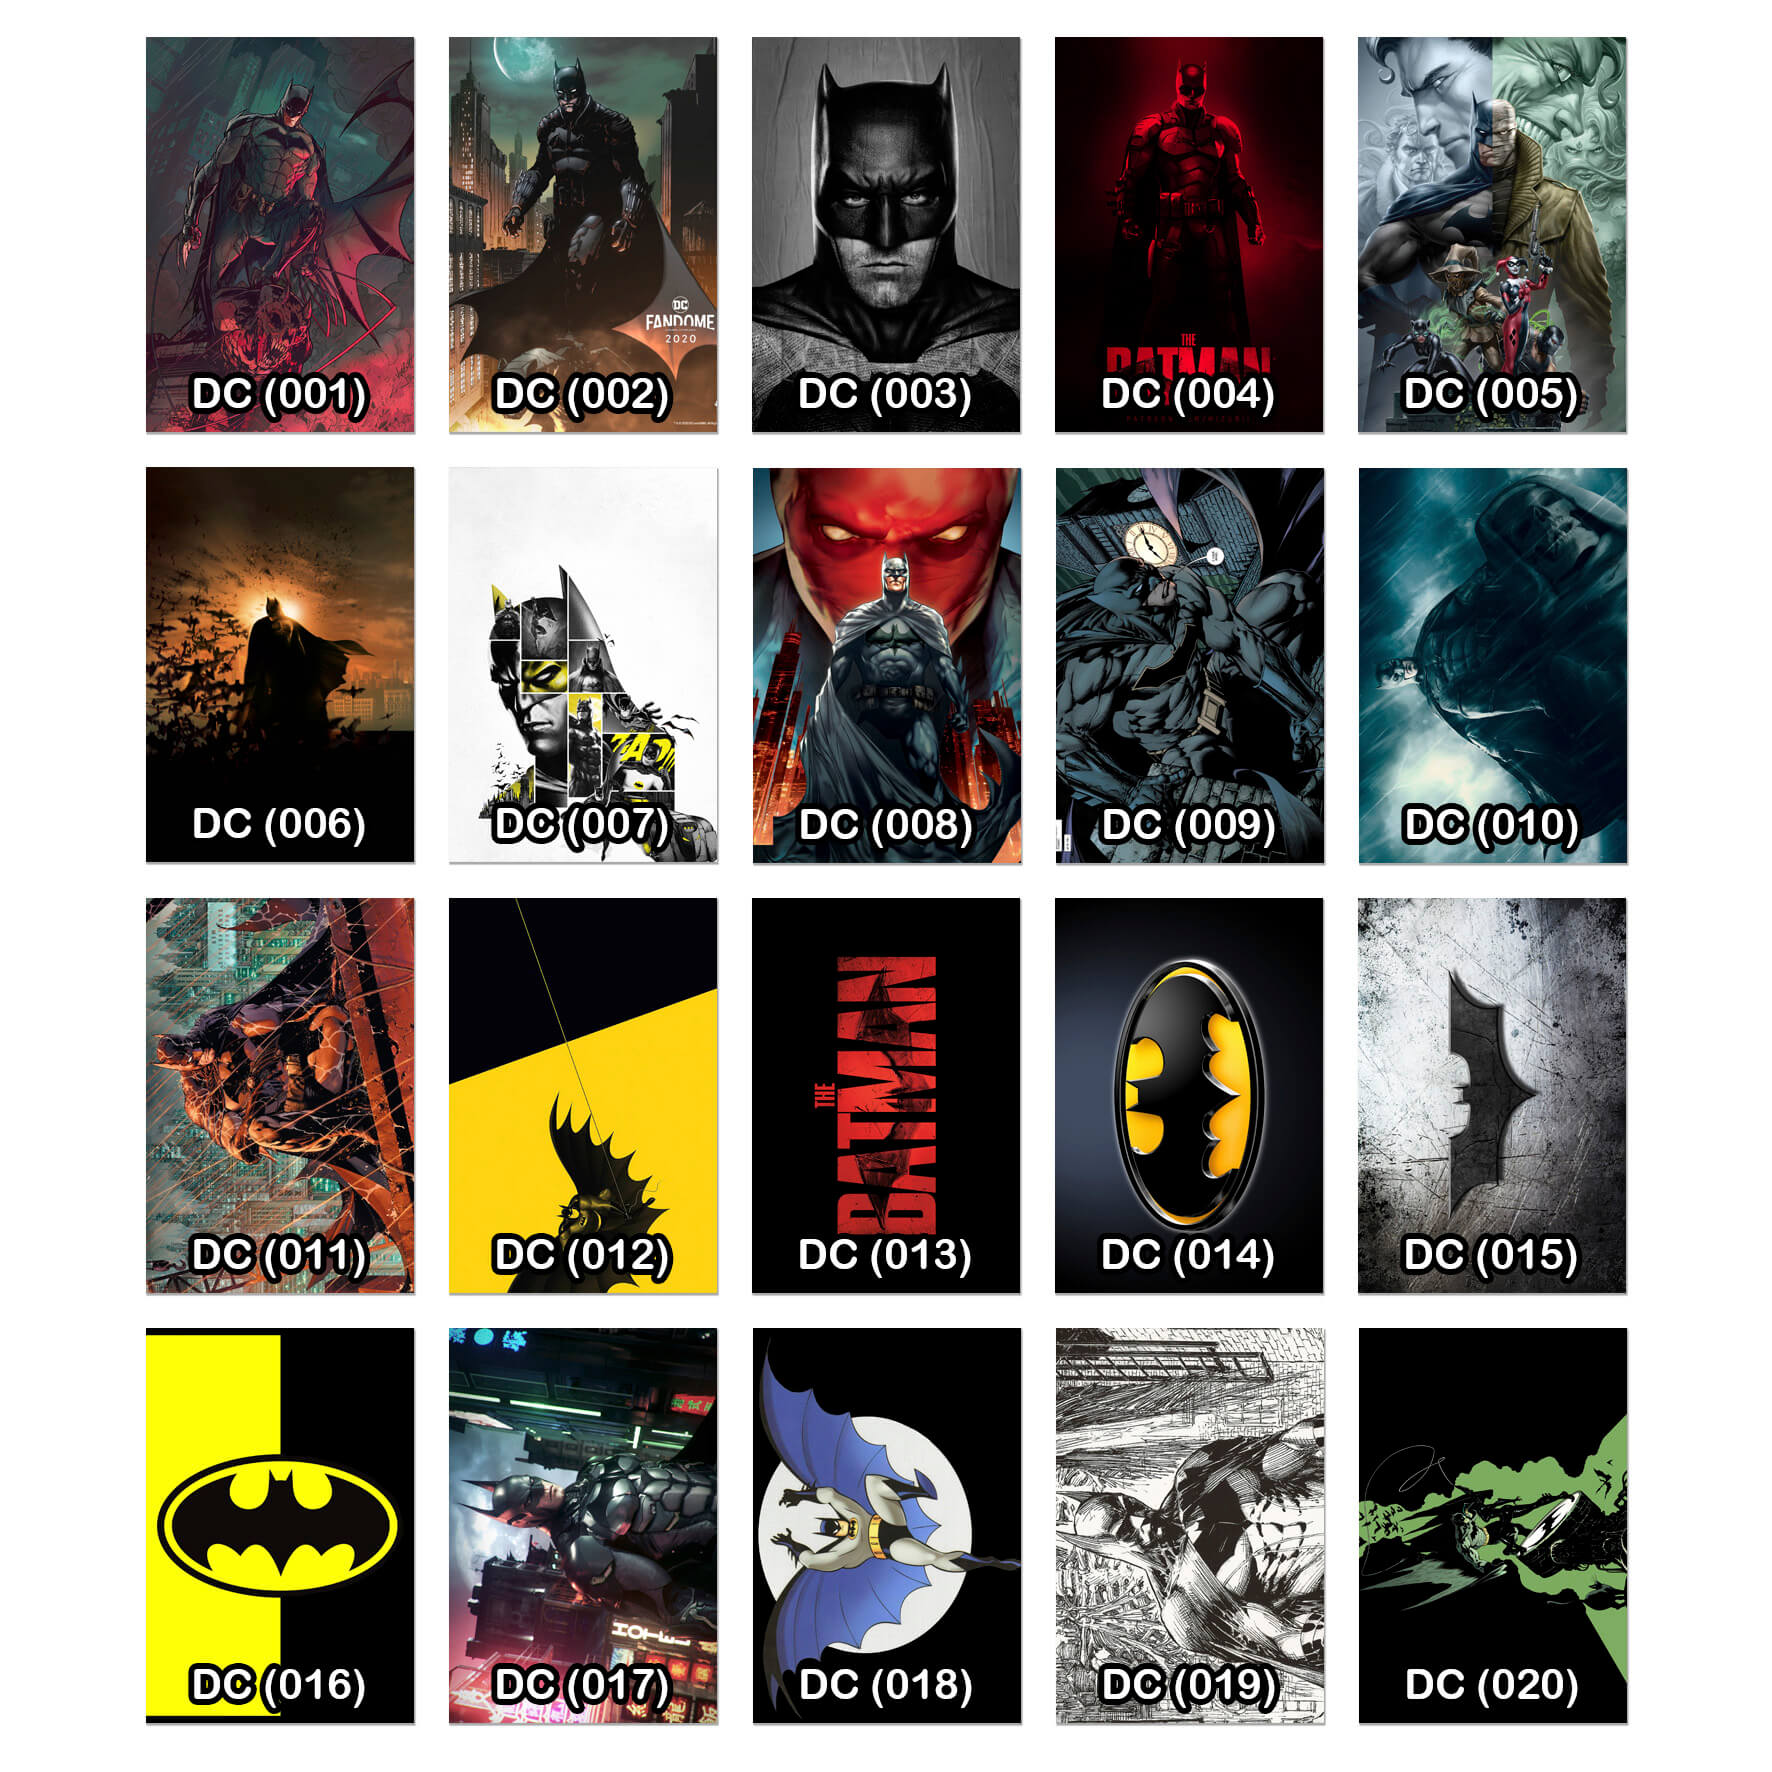 DC
FANDOME
2020
THE
BATMAN
DC (001)
DC (002)
DC (003)
DC (004)
DC (005)
DC (006)
DC (007)
DC (008)
DC (009)
DC (010)
THE
BATMAN
DC (011)
DC (012)
DC (013)
DC (014)
DC (015)
HOTEL
DC (016)
DC (017)
DC (018)
DC (019)
DC (020)